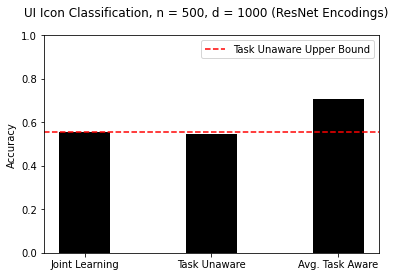 UI Icon Classification, n = 500, d = 1000 (ResNet Encodings)
1.0
0.8
0.6
0.4
0.2
0.0
Accuracy
Task Unaware Upper Bound
Joint Learning
Task Unaware
Avg. Task Aware